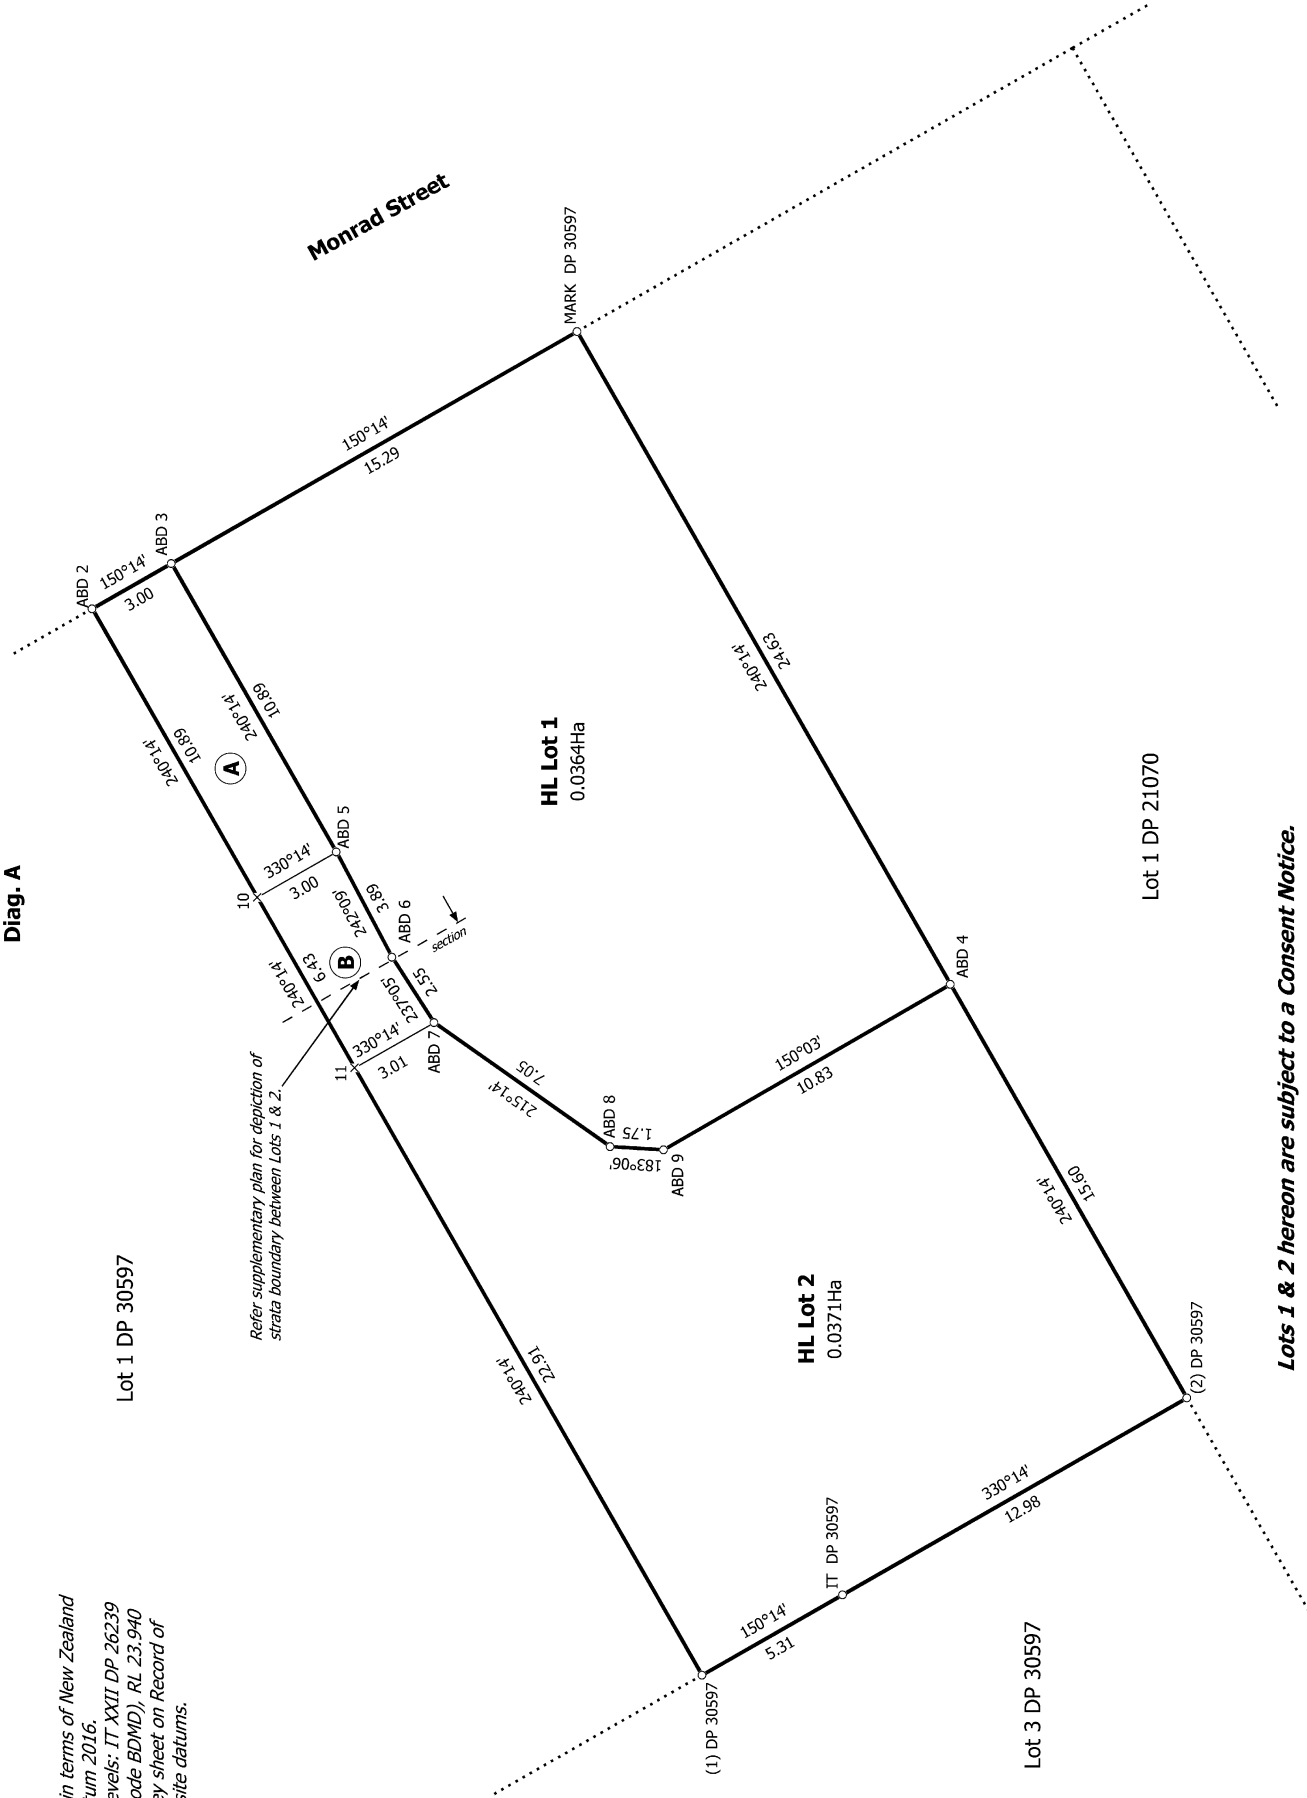 Diag. A
Monrad Street
MARK DP 30597
ABD 2
150°14'
3.00
ABD 3
150°14'
15.29
240°14'
10.89
A
240°14'
10.89
ABD 5
10
330°14'
3.00
242°09'
3.89
ABD 6
section
240°14'
6.43
B
237°05'
2.55
ABD 7
11
330°14'
3.01
215°14'
7.05
ABD 8
183°06'
1.75
ABD 9
150°03'
10.83
ABD 4
240°14'
24.63
HL Lot 1
0.0364Ha
Lot 1 DP 21070
Refer supplementary plan for depiction of
strata boundary between Lots 1 & 2.
Lot 1 DP 30597
240°14'
22.91
HL Lot 2
0.0371Ha
240°14'
15.60
(2) DP 30597
330°14'
12.98
IT DP 30597
150°14'
5.31
(1) DP 30597
Lot 3 DP 30597
Lots 1 & 2 hereon are subject to a Consent Notice.
in terms of New Zealand
tum 2016.
evels: IT XXII DP 26239
ode BDMD), RL 23.940
ey sheet on Record of
site datums.